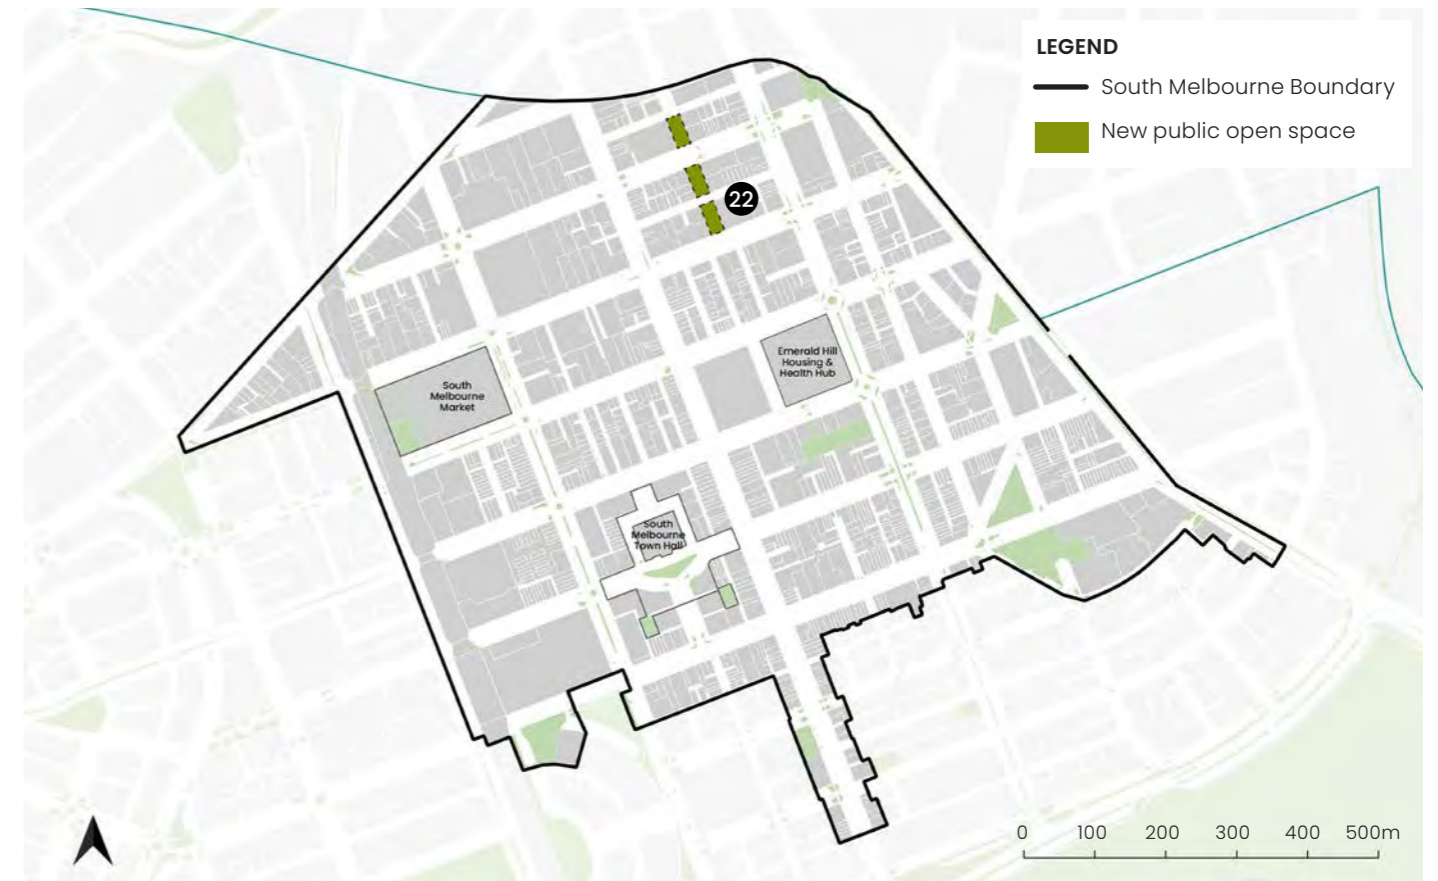 LEGEND
South Melbourne Boundary
New public open space
22
Emerald Hill
Housing &
Health Hub
South
Melbourne
Market
South
Melbourne
Town Hall
0 100 200 300 400 500m